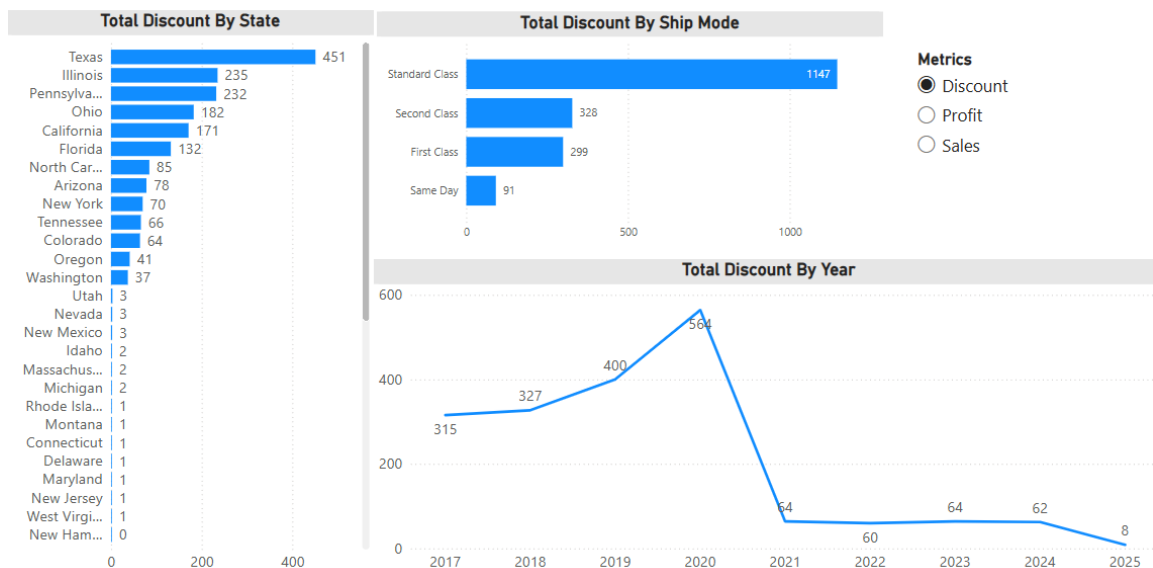 Total Discount By State
Texas 451
Illinois 235
Pennsylva... 232
Ohio 182
California 171
Florida 132
North Car... 85
Arizona 78
New York 70
Tennessee 66
Colorado 64
Oregon 41
Washington 37
Utah 3
Nevada 3
New Mexico 3
Idaho 2
Massachus... 2
Michigan 2
Rhode Isla... 1
Montana 1
Connecticut 1
Delaware 1
Maryland 1
New Jersey 1
West Virgi... 1
New Ham... 0
0 200 400
Total Discount By Ship Mode
Standard Class 1147
Second Class 328
First Class 299
Same Day 91
0 500 1000
Metrics
Discount
Profit
Sales
Total Discount By Year
600
400
200
0
315 327 400 564 64 60 64 62 8
2017 2018 2019 2020 2021 2022 2023 2024 2025